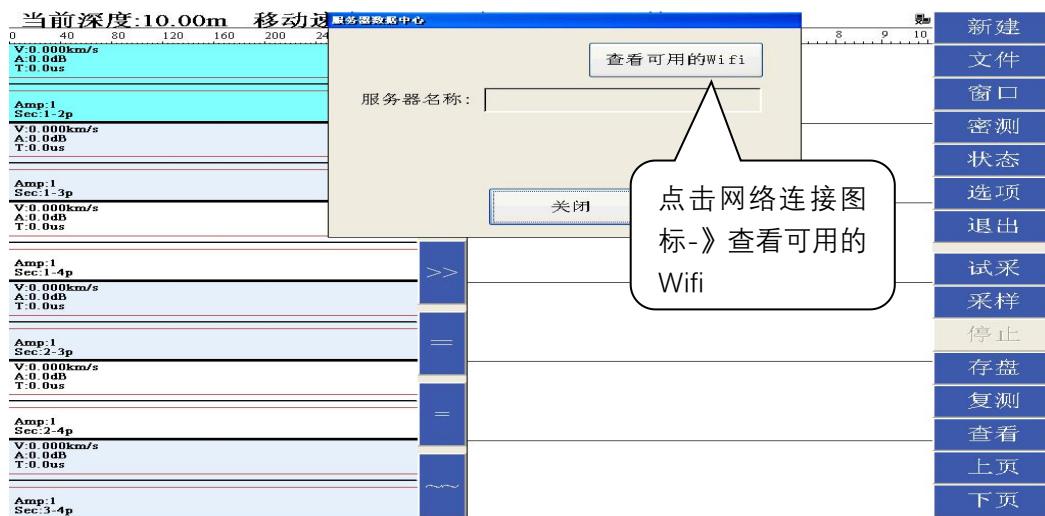 当前深度:10.00m 移动速
服务器数据中心
0 40 80 120 160 200 24
8 9 10
查看可用的Wifi
服务器名称:
关闭
点击网络连接图
标-》查看可用的
Wifi
V:0.000km/s
A:0.0dB
T:0.0us
Amp:1
Sec:1-2p
V:0.000km/s
A:0.0dB
T:0.0us
Amp:1
Sec:1-3p
V:0.000km/s
A:0.0dB
T:0.0us
Amp:1
Sec:1-4p
V:0.000km/s
A:0.0dB
T:0.0us
Amp:1
Sec:2-3p
V:0.000km/s
A:0.0dB
T:0.0us
Amp:1
Sec:2-4p
V:0.000km/s
A:0.0dB
T:0.0us
Amp:1
Sec:3-4p
>>
==
=
~~
新建
文件
窗口
密测
状态
选项
退出
试采
采样
停止
存盘
复测
查看
上页
下页